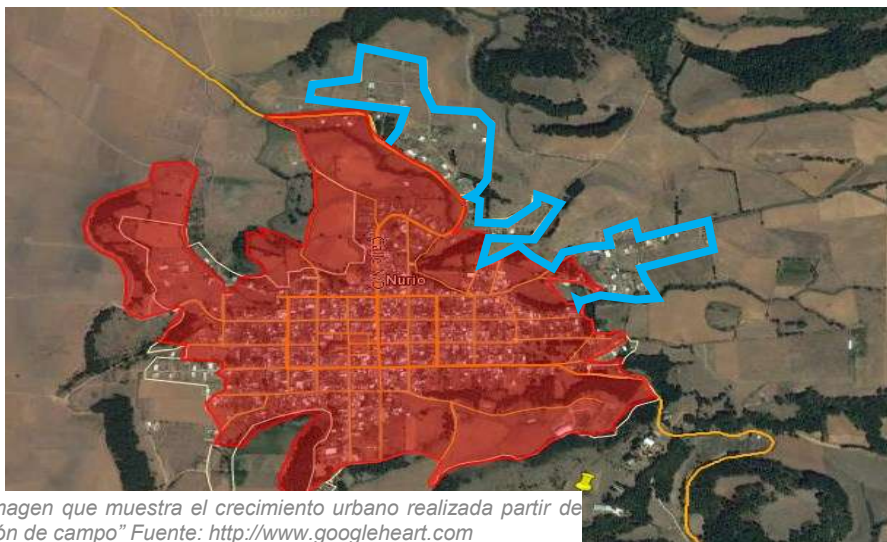 Nurio
magen que muestra el crecimiento urbano realizada partir de
ón de campo” Fuente: http://www.googleheart.com